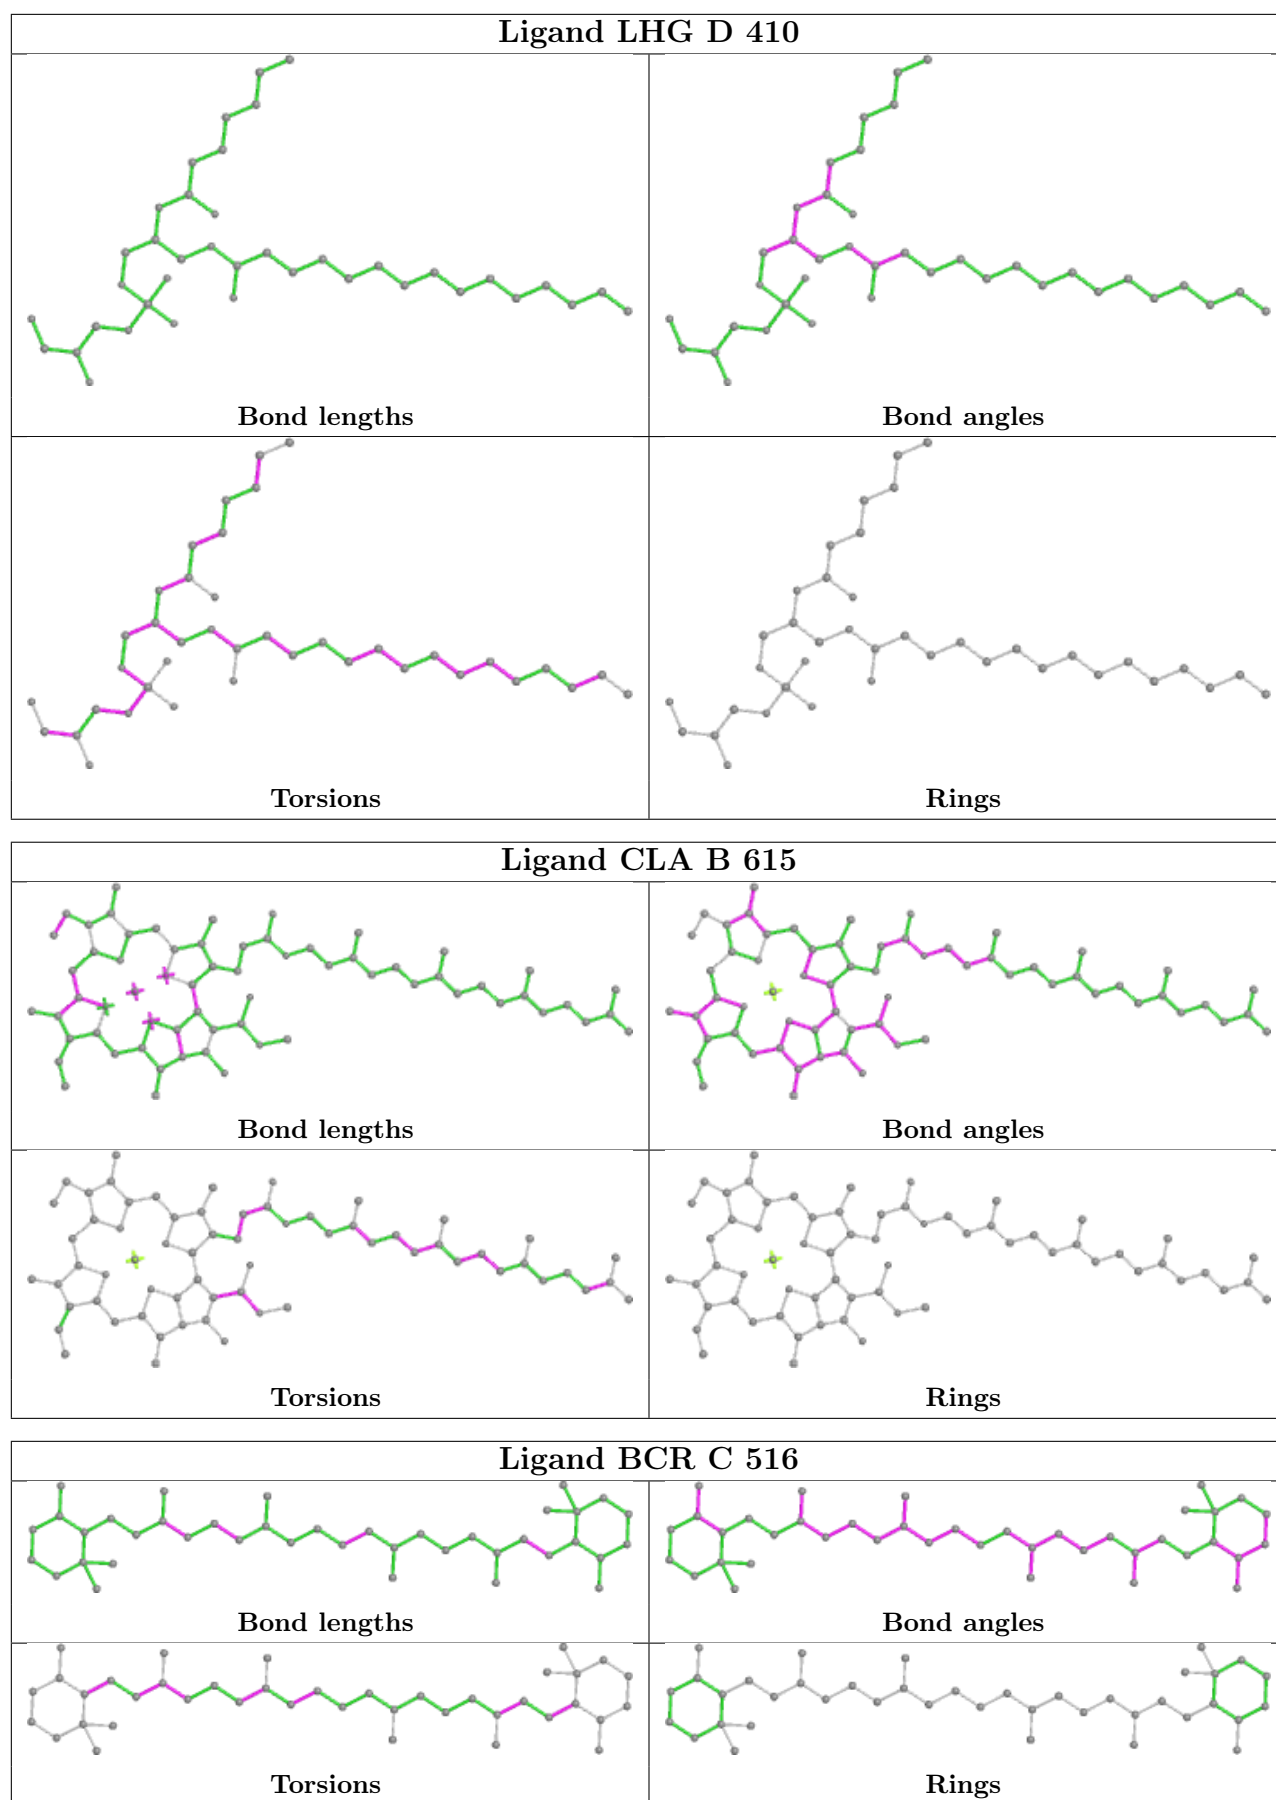 Ligand LHG D 410
Bond lengths
Bond angles
Torsions
Rings
Ligand CLA B 615
Bond lengths
Bond angles
Torsions
Rings
Ligand BCR C 516
Bond lengths
Bond angles
Torsions
Rings